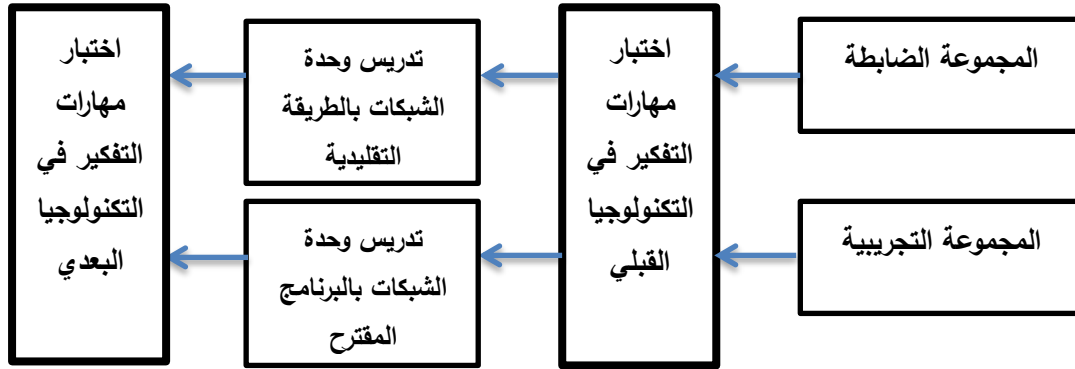 المجموعة الضابطة
المجموعة التجريبية
اختبار
مهارات
التفكير في
التكنولوجيا
القبلي
تدريس وحدة
الشبكات بالطريقة
التقليدية
تدريس وحدة
الشبكات بالبرنامج
المقترح
اختبار
مهارات
التفكير في
التكنولوجيا
البعدي